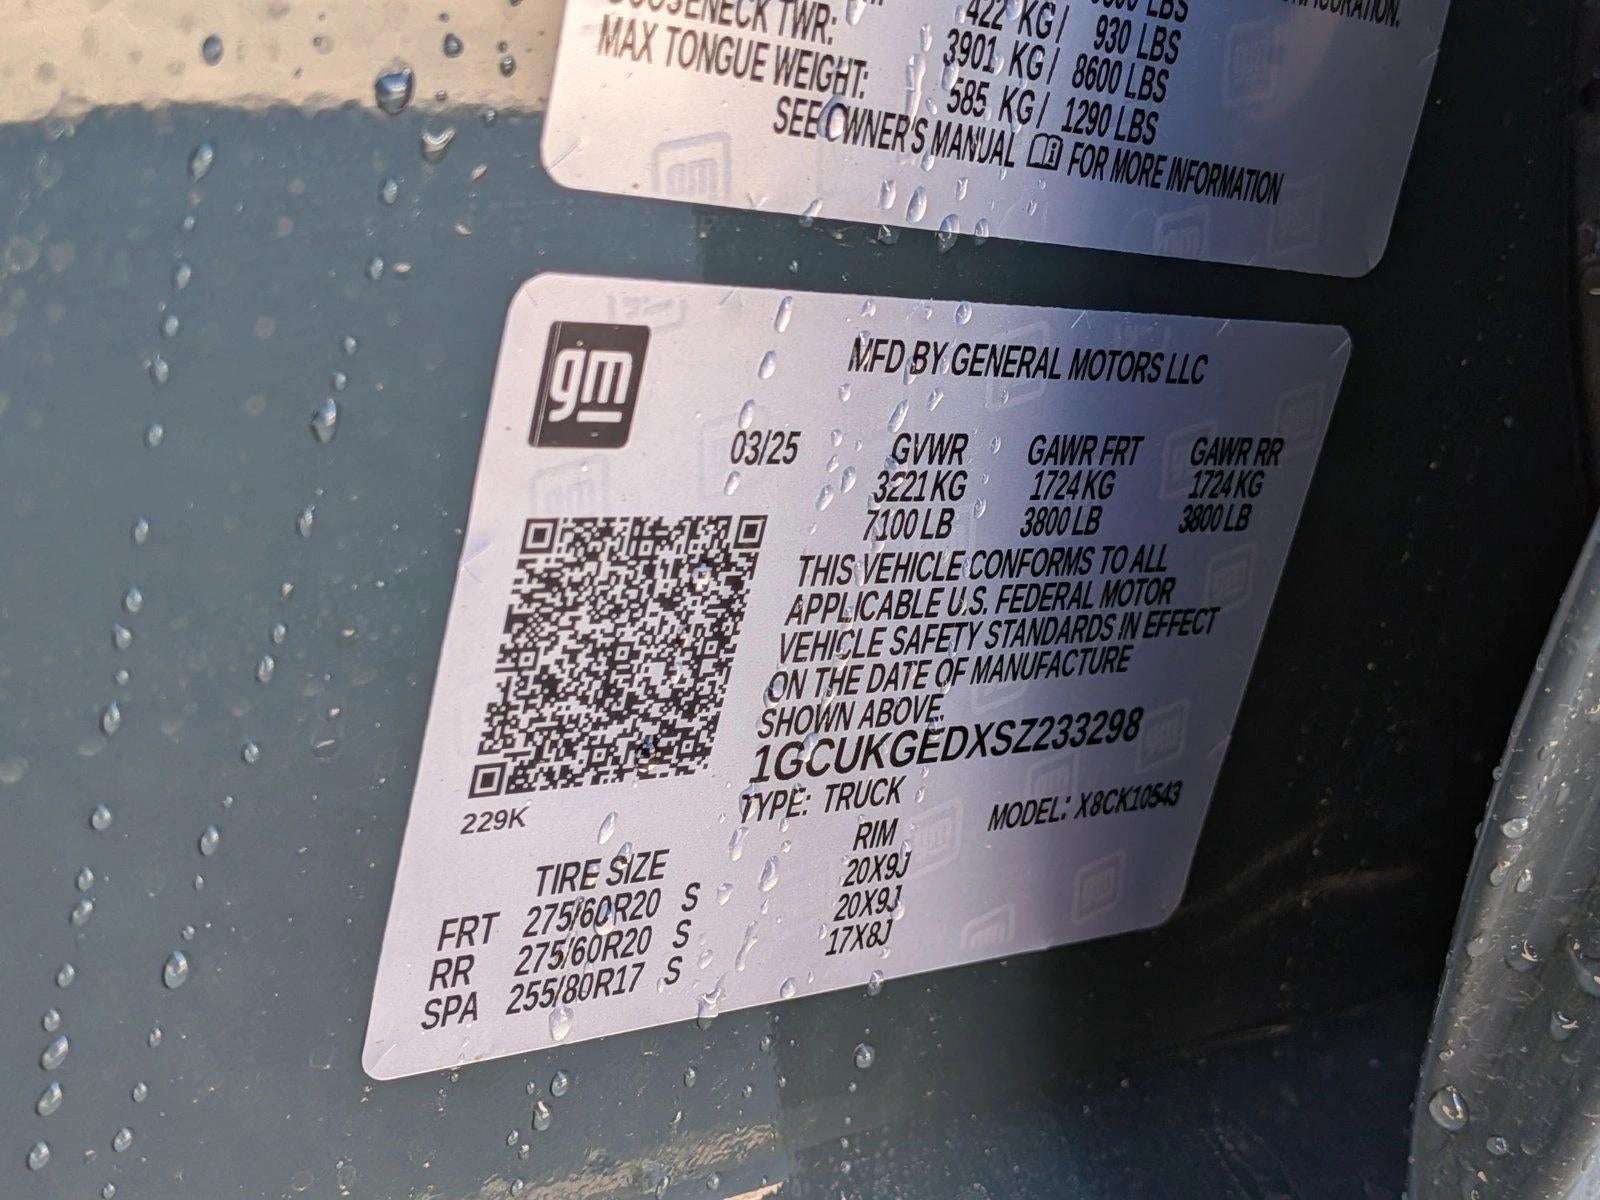 CONFIGURATION.
LBS
GOOSENECK TWR: 422 KG/ 930 LBS
3901 KG/ 8600 LBS
MAX TONGUE WEIGHT: 585 KG/ 1290 LBS
SEE OWNER'S MANUAL FOR MORE INFORMATION
gm
MFD BY GENERAL MOTORS LLC
03/25 GVWR GAWR FRT GAWR RR
3221 KG 1724 KG 1724 KG
7100 LB 3800 LB 3800 LB
THIS VEHICLE CONFORMS TO ALL
APPLICABLE U.S. FEDERAL MOTOR
VEHICLE SAFETY STANDARDS IN EFFECT
ON THE DATE OF MANUFACTURE
SHOWN ABOVE.
1GCUKGEDXSZ233298
TYPE: TRUCK MODEL: X8CK10543
229K
TIRE SIZE RIM
FRT 275/60R20 S 20X9J
RR 275/60R20 S 20X9J
SPA 255/80R17 S 17X8J